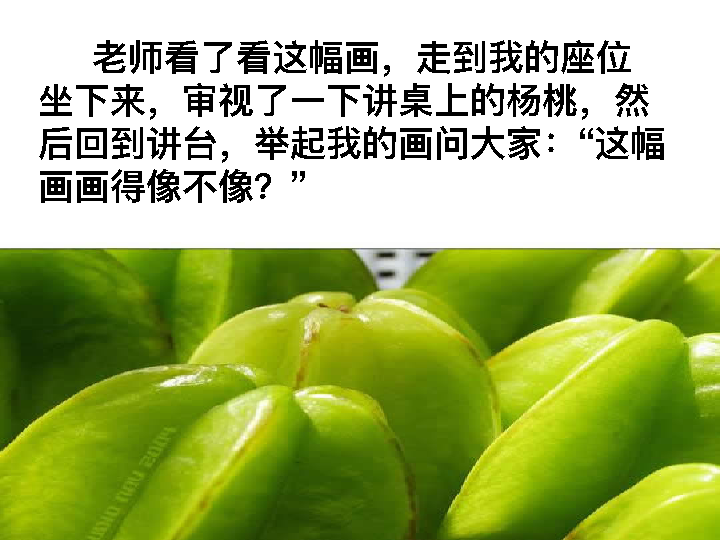 老师看了看这幅画，走到我的座位
坐下来，审视了一下讲桌上的杨桃，然
后回到讲台，举起我的画问大家：“这幅
画画得像不像？”